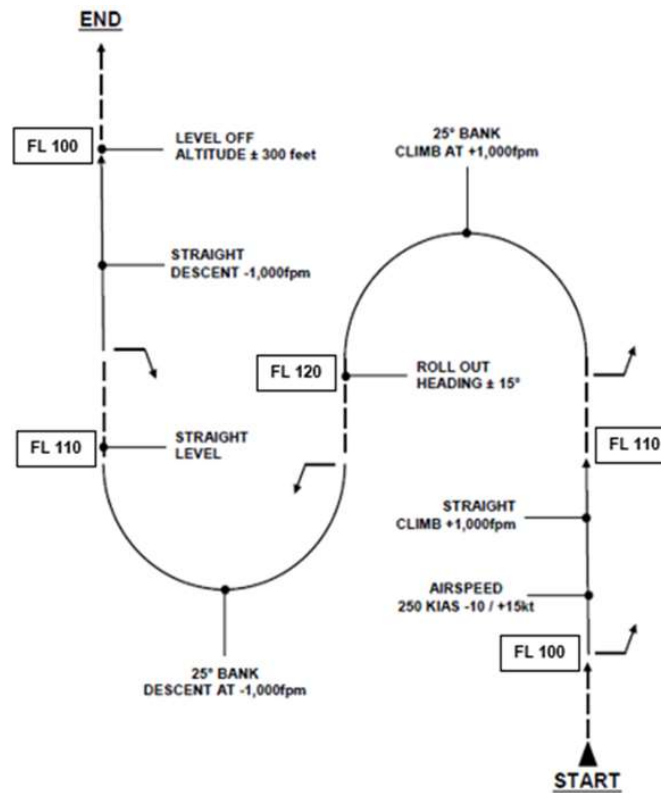 END
FL 100
LEVEL OFF
ALTITUDE ± 300 feet
25° BANK
CLIMB AT +1,000fpm
STRAIGHT
DESCENT -1,000fpm
FL 120
ROLL OUT
HEADING ± 15°
FL 110
STRAIGHT
LEVEL
FL 110
STRAIGHT
CLIMB +1,000fpm
AIRSPEED
250 KIAS -10 / +15kt
FL 100
25° BANK
DESCENT AT -1,000fpm
START